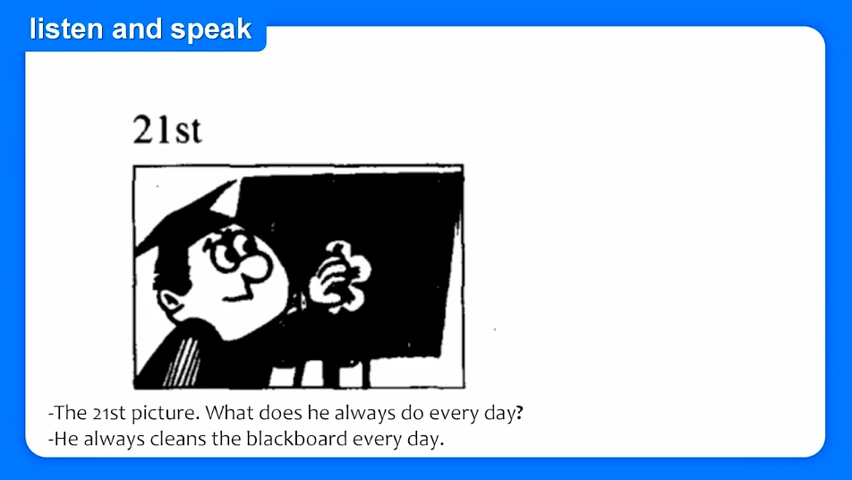 listen and speak
21st
-The 21st picture. What does he always do every day?
-He always cleans the blackboard every day.